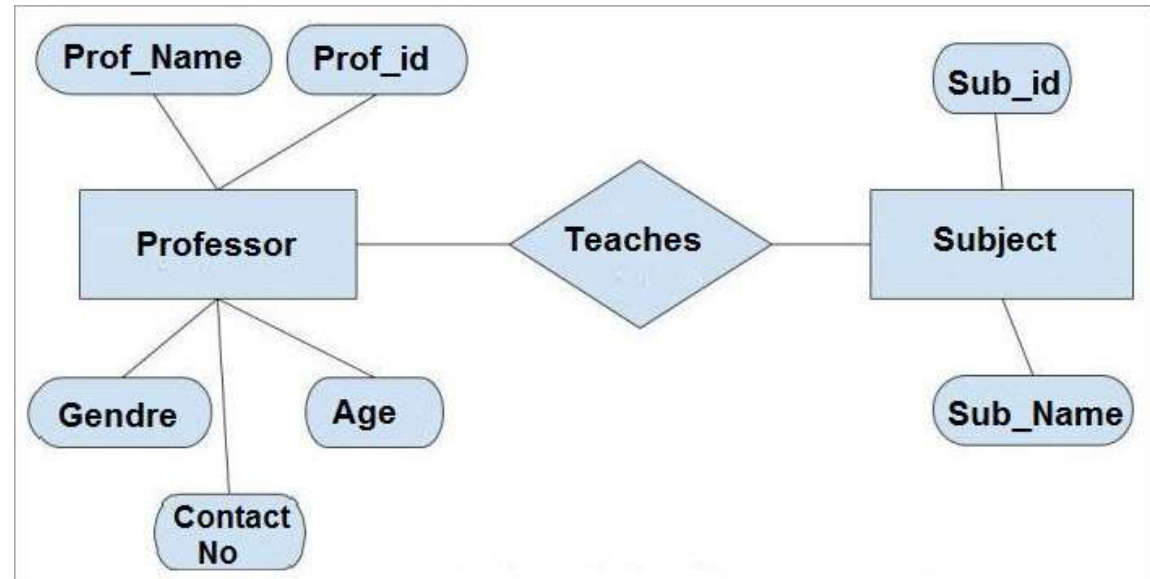 Prof_Name
Prof_id
Sub_id
Professor
Teaches
Subject
Gendre
Age
Sub_Name
Contact
No